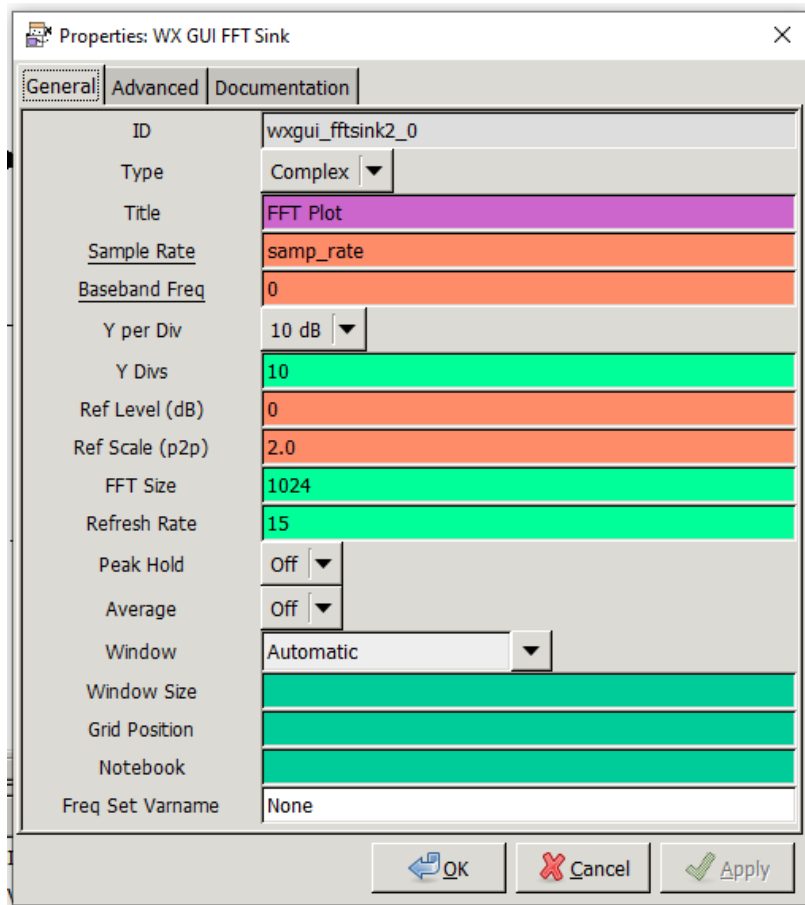 Properties: WX GUI FFT Sink
General Advanced Documentation
ID wxgui_fftsink2_0
Type Complex
Title FFT Plot
Sample Rate samp_rate
Baseband Freq 0
Y per Div 10 dB
Y Divs 10
Ref Level (dB) 0
Ref Scale (p2p) 2.0
FFT Size 1024
Refresh Rate 15
Peak Hold Off
Average Off
Window Automatic
Window Size
Grid Position
Notebook
Freq Set Varname None
OK Cancel Apply